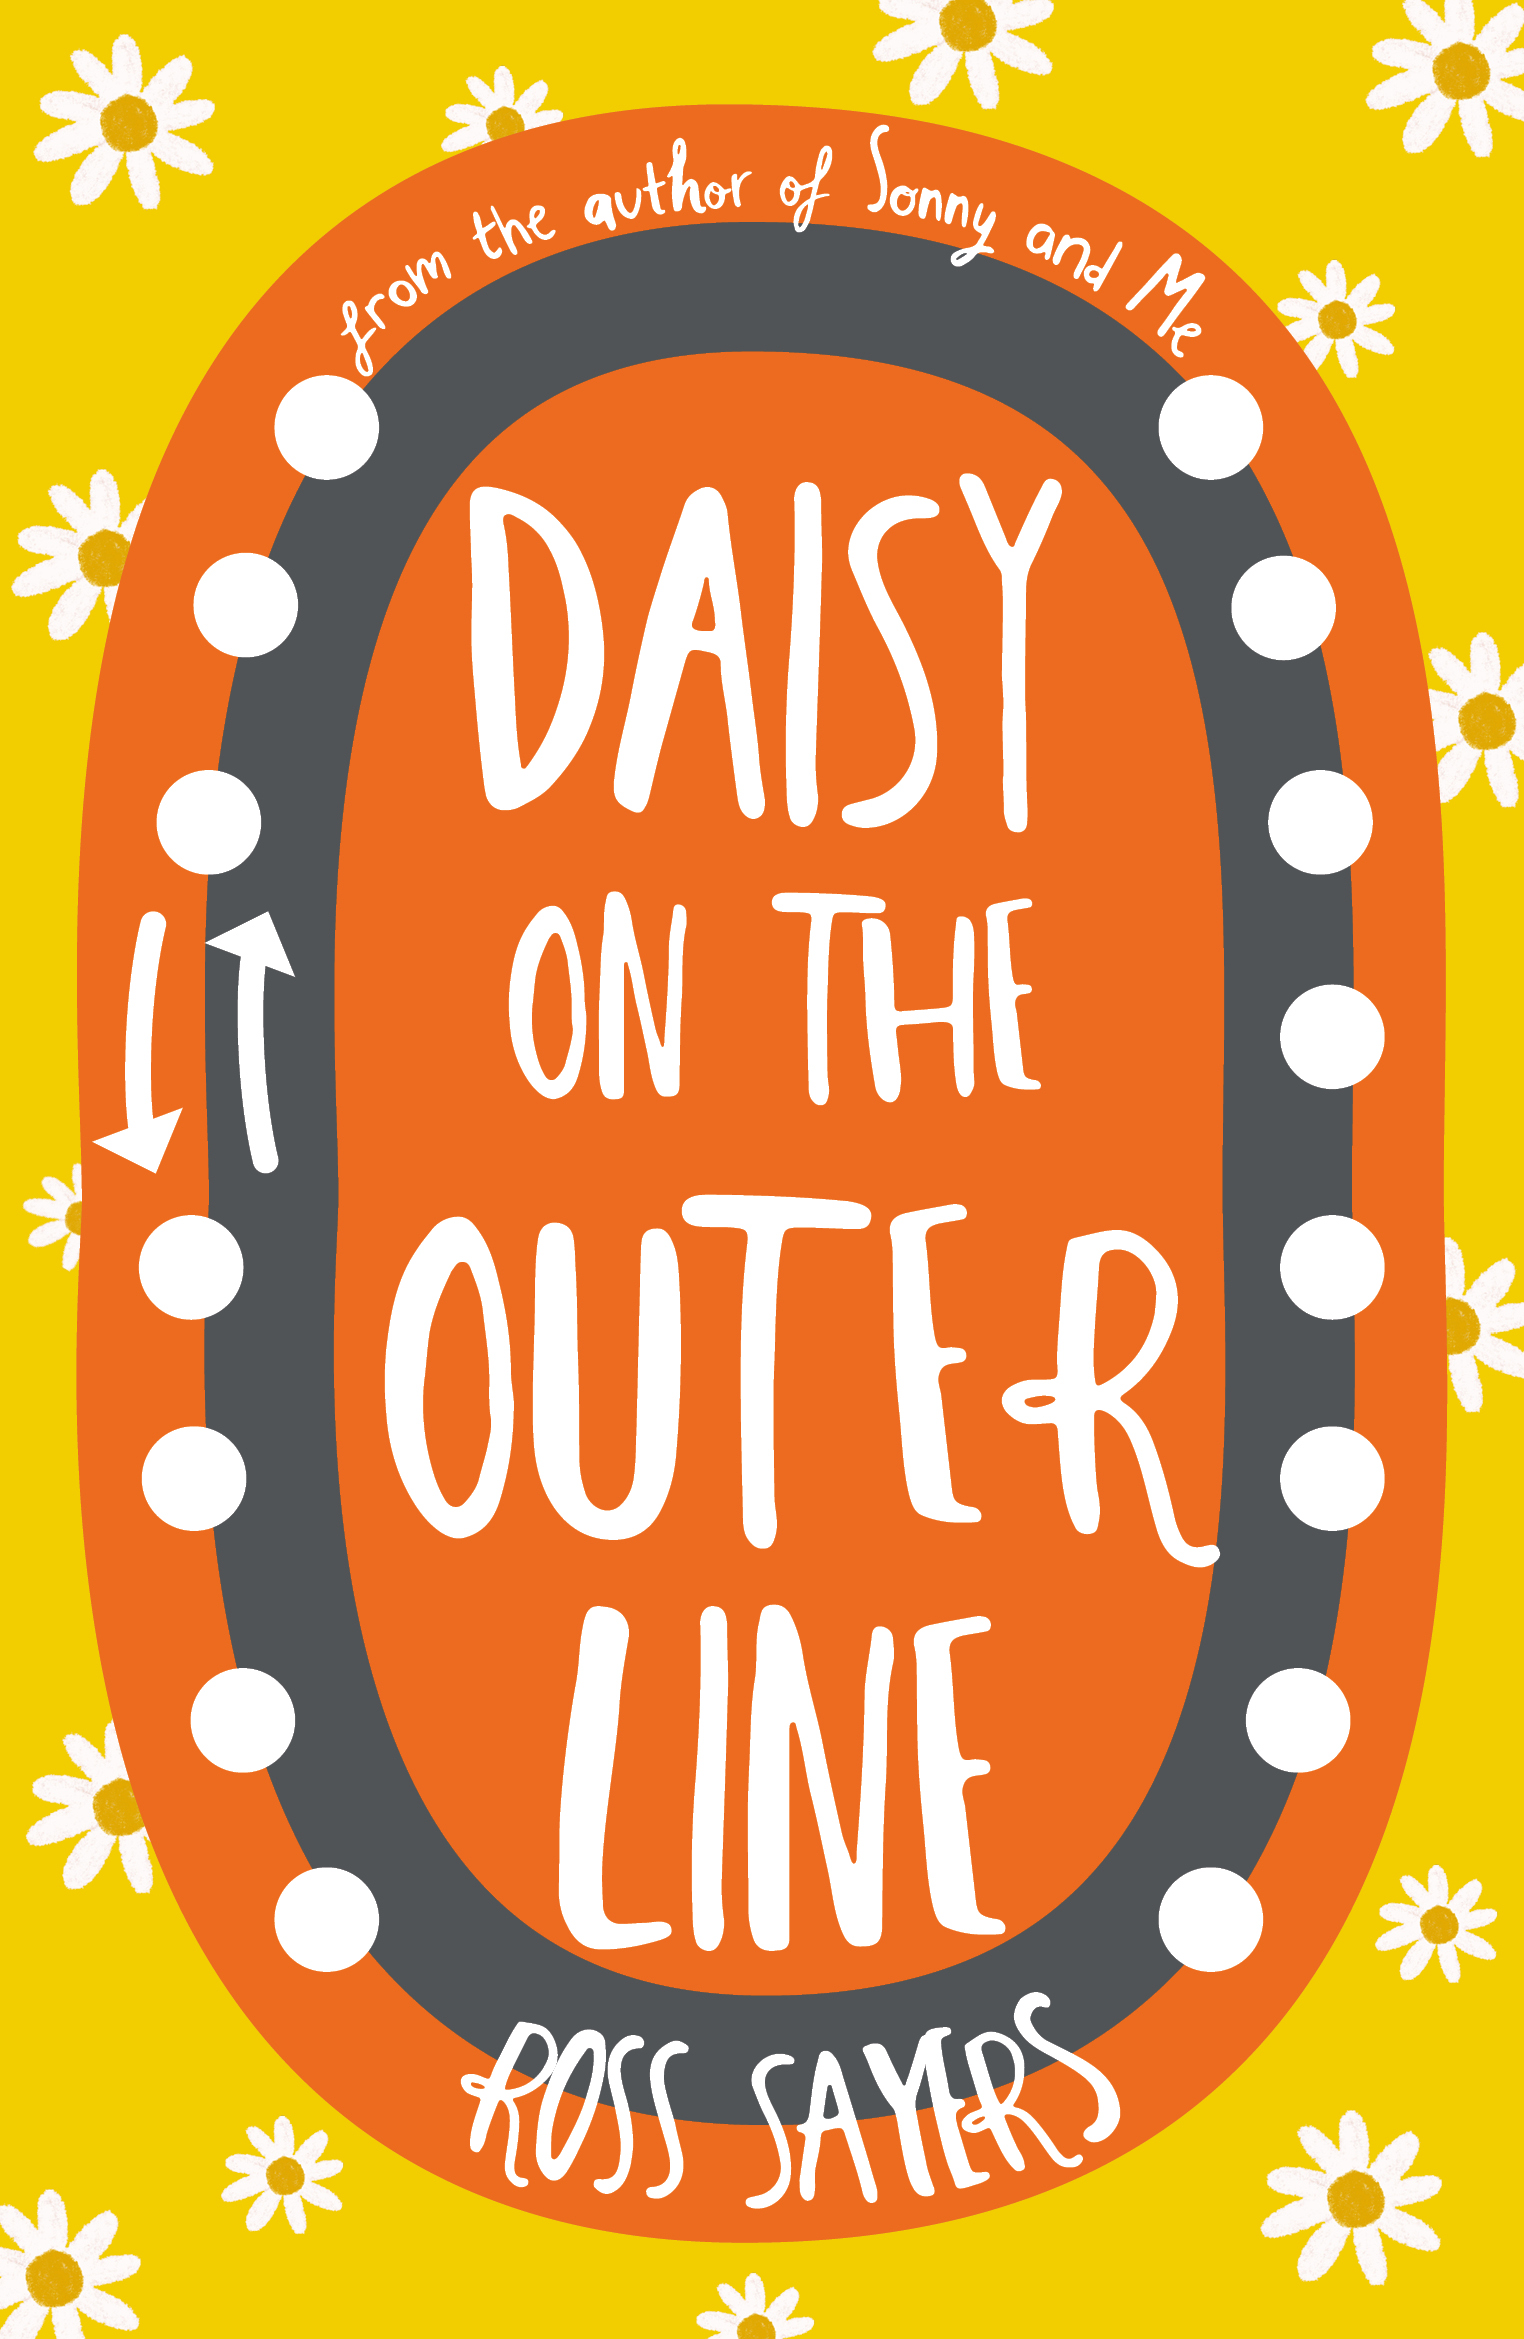 from the author of Sonny and Me
DAISY
ON THE
OUTER
LINE
ROSS SAYERS